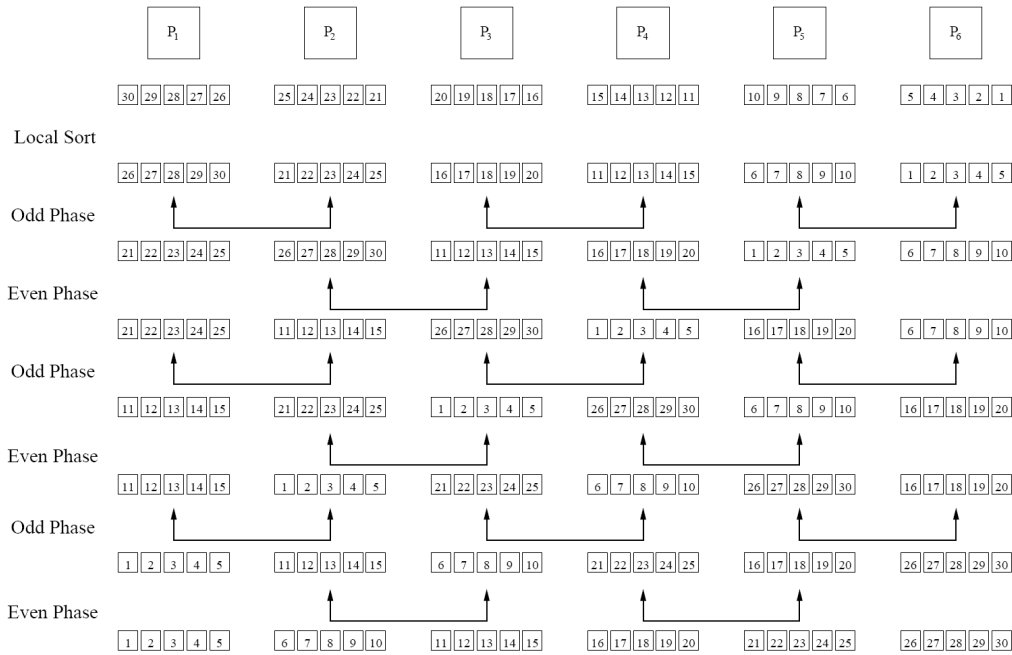 P1 P2 P3 P4 P5 P6
30 29 28 27 26 25 24 23 22 21 20 19 18 17 16 15 14 13 12 11 10 9 8 7 6 5 4 3 2 1
Local Sort
26 27 28 29 30 21 22 23 24 25 16 17 18 19 20 11 12 13 14 15 6 7 8 9 10 1 2 3 4 5
Odd Phase
21 22 23 24 25 26 27 28 29 30 11 12 13 14 15 16 17 18 19 20 1 2 3 4 5 6 7 8 9 10
Even Phase
21 22 23 24 25 11 12 13 14 15 26 27 28 29 30 1 2 3 4 5 16 17 18 19 20 6 7 8 9 10
Odd Phase
11 12 13 14 15 21 22 23 24 25 1 2 3 4 5 26 27 28 29 30 6 7 8 9 10 16 17 18 19 20
Even Phase
11 12 13 14 15 1 2 3 4 5 21 22 23 24 25 6 7 8 9 10 26 27 28 29 30 16 17 18 19 20
Odd Phase
1 2 3 4 5 11 12 13 14 15 6 7 8 9 10 21 22 23 24 25 16 17 18 19 20 26 27 28 29 30
Even Phase
1 2 3 4 5 6 7 8 9 10 11 12 13 14 15 16 17 18 19 20 21 22 23 24 25 26 27 28 29 30